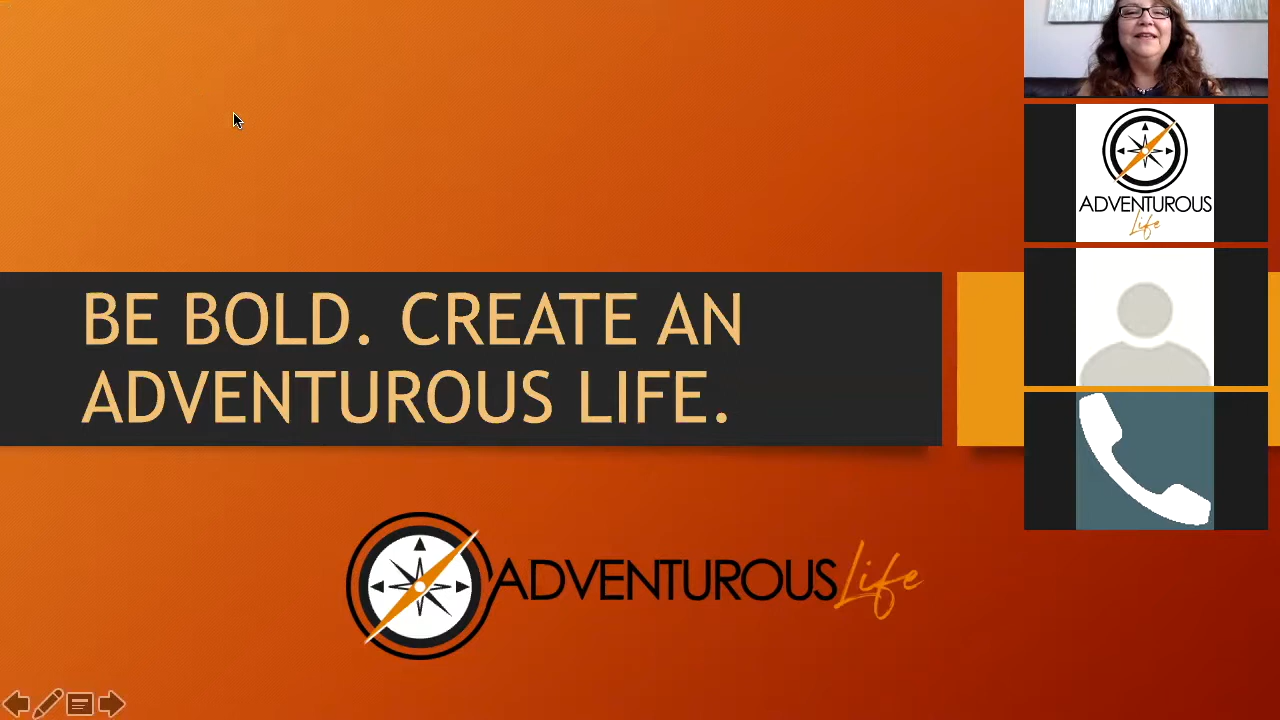 BE BOLD. CREATE AN
ADVENTUROUS LIFE.
ADVENTUROUS Life
ADVENTUROUS
Life